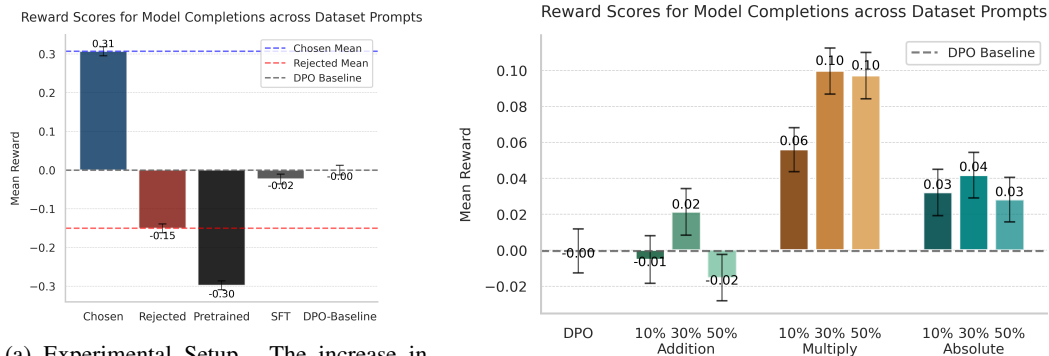 Reward Scores for Model Completions across Dataset Prompts
Mean Reward
0.3
0.2
0.1
0.0
−0.1
−0.2
−0.3
Chosen Mean
Rejected Mean
DPO Baseline
0.31
-0.15
-0.30
-0.02
-0.00
Chosen Rejected Pretrained SFT DPO-Baseline
(a) Experimental Setup. The increase in
Reward Scores for Model Completions across Dataset Prompts
Mean Reward
0.10
0.08
0.06
0.04
0.02
0.00
−0.02
DPO Baseline
-0.00
-0.01
0.02
-0.02
0.06
0.10
0.10
0.03
0.04
0.03
DPO 10% 30% 50% 10% 30% 50% 10% 30% 50%
Addition Multiply Absolute